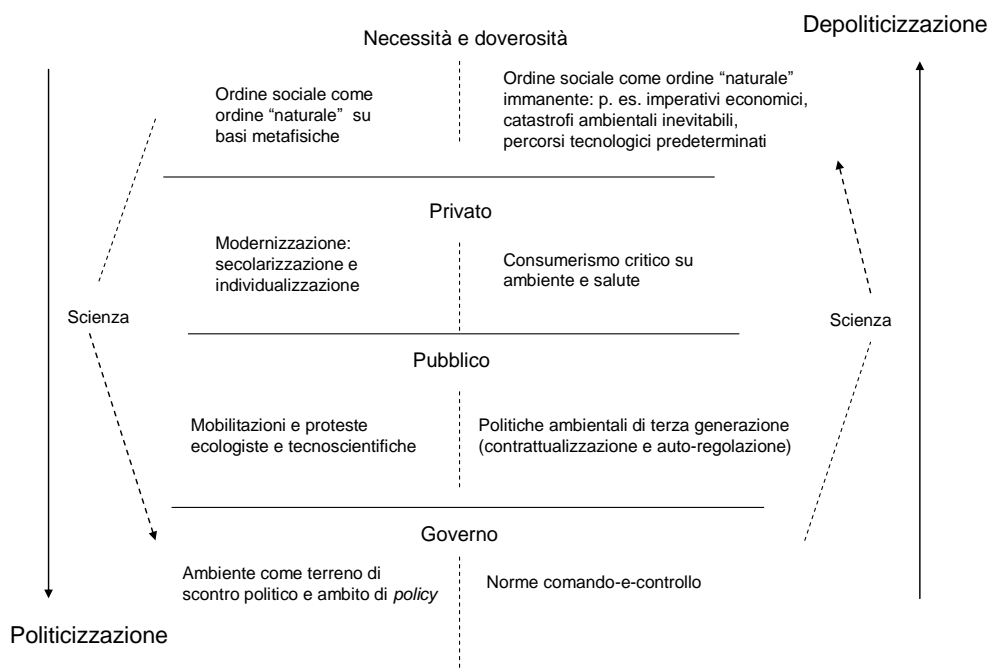 Depoliticizzazione
Necessità e doverosità
Ordine sociale come
ordine “naturale” su
basi metafisiche
Ordine sociale come ordine “naturale”
immanente: p. es. imperativi economici,
catastrofi ambientali inevitabili,
percorsi tecnologici predeterminati
Privato
Modernizzazione:
secolarizzazione e
individualizzazione
Consumerismo critico su
ambiente e salute
Scienza
Scienza
Pubblico
Mobilitazioni e proteste
ecologiste e tecnoscientifiche
Politiche ambientali di terza generazione
(contrattualizzazione e auto-regolazione)
Governo
Ambiente come terreno di
scontro politico e ambito di policy
Norme comando-e-controllo
Politicizzazione